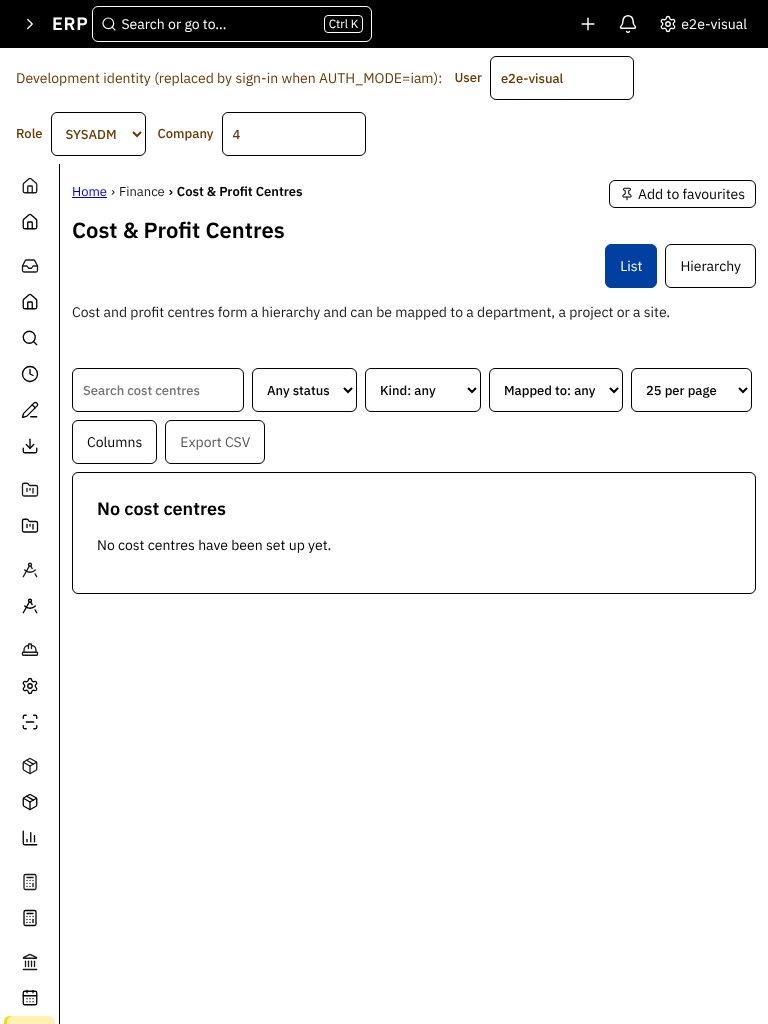 ERP
Search or go to...
Ctrl K
e2e-visual
Development identity (replaced by sign-in when AUTH_MODE=iam):
User
e2e-visual
Role
SYSADM
Company
4
Home › Finance › Cost & Profit Centres
Add to favourites
Cost & Profit Centres
List
Hierarchy
Cost and profit centres form a hierarchy and can be mapped to a department, a project or a site.
Search cost centres
Any status
Kind: any
Mapped to: any
25 per page
Columns
Export CSV
No cost centres
No cost centres have been set up yet.